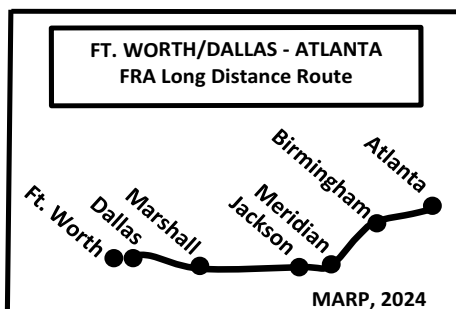 FT. WORTH/DALLAS - ATLANTA
FRA Long Distance Route
Ft. Worth
Dallas
Marshall
Jackson
Meridian
Birmingham
Atlanta
MARP, 2024